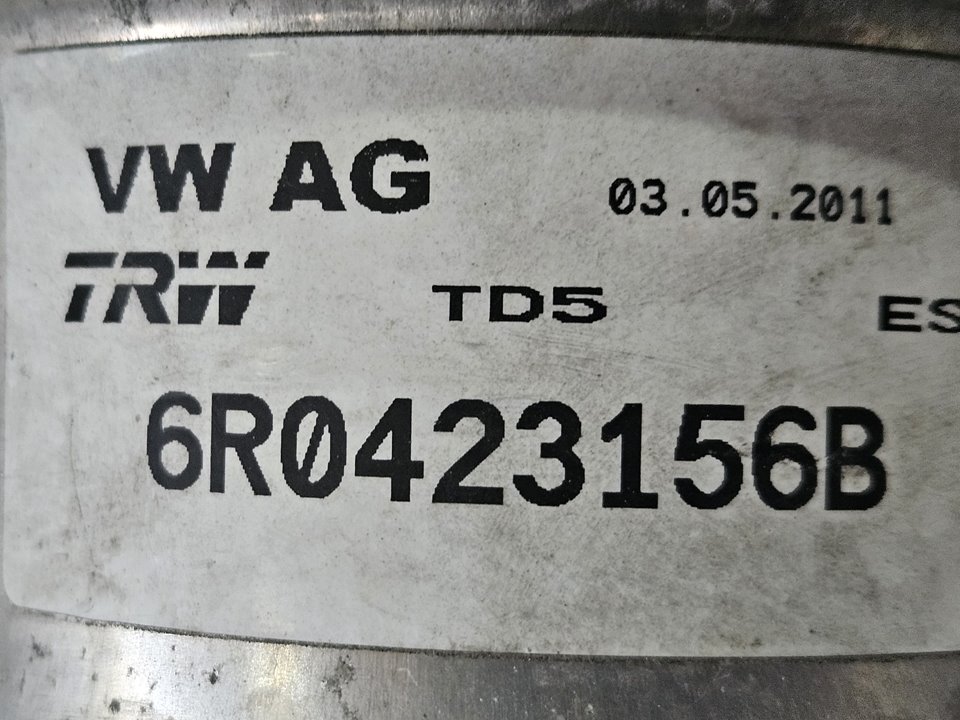 VW AG 03.05.2011
TRW TD5 ES
6R0423156B